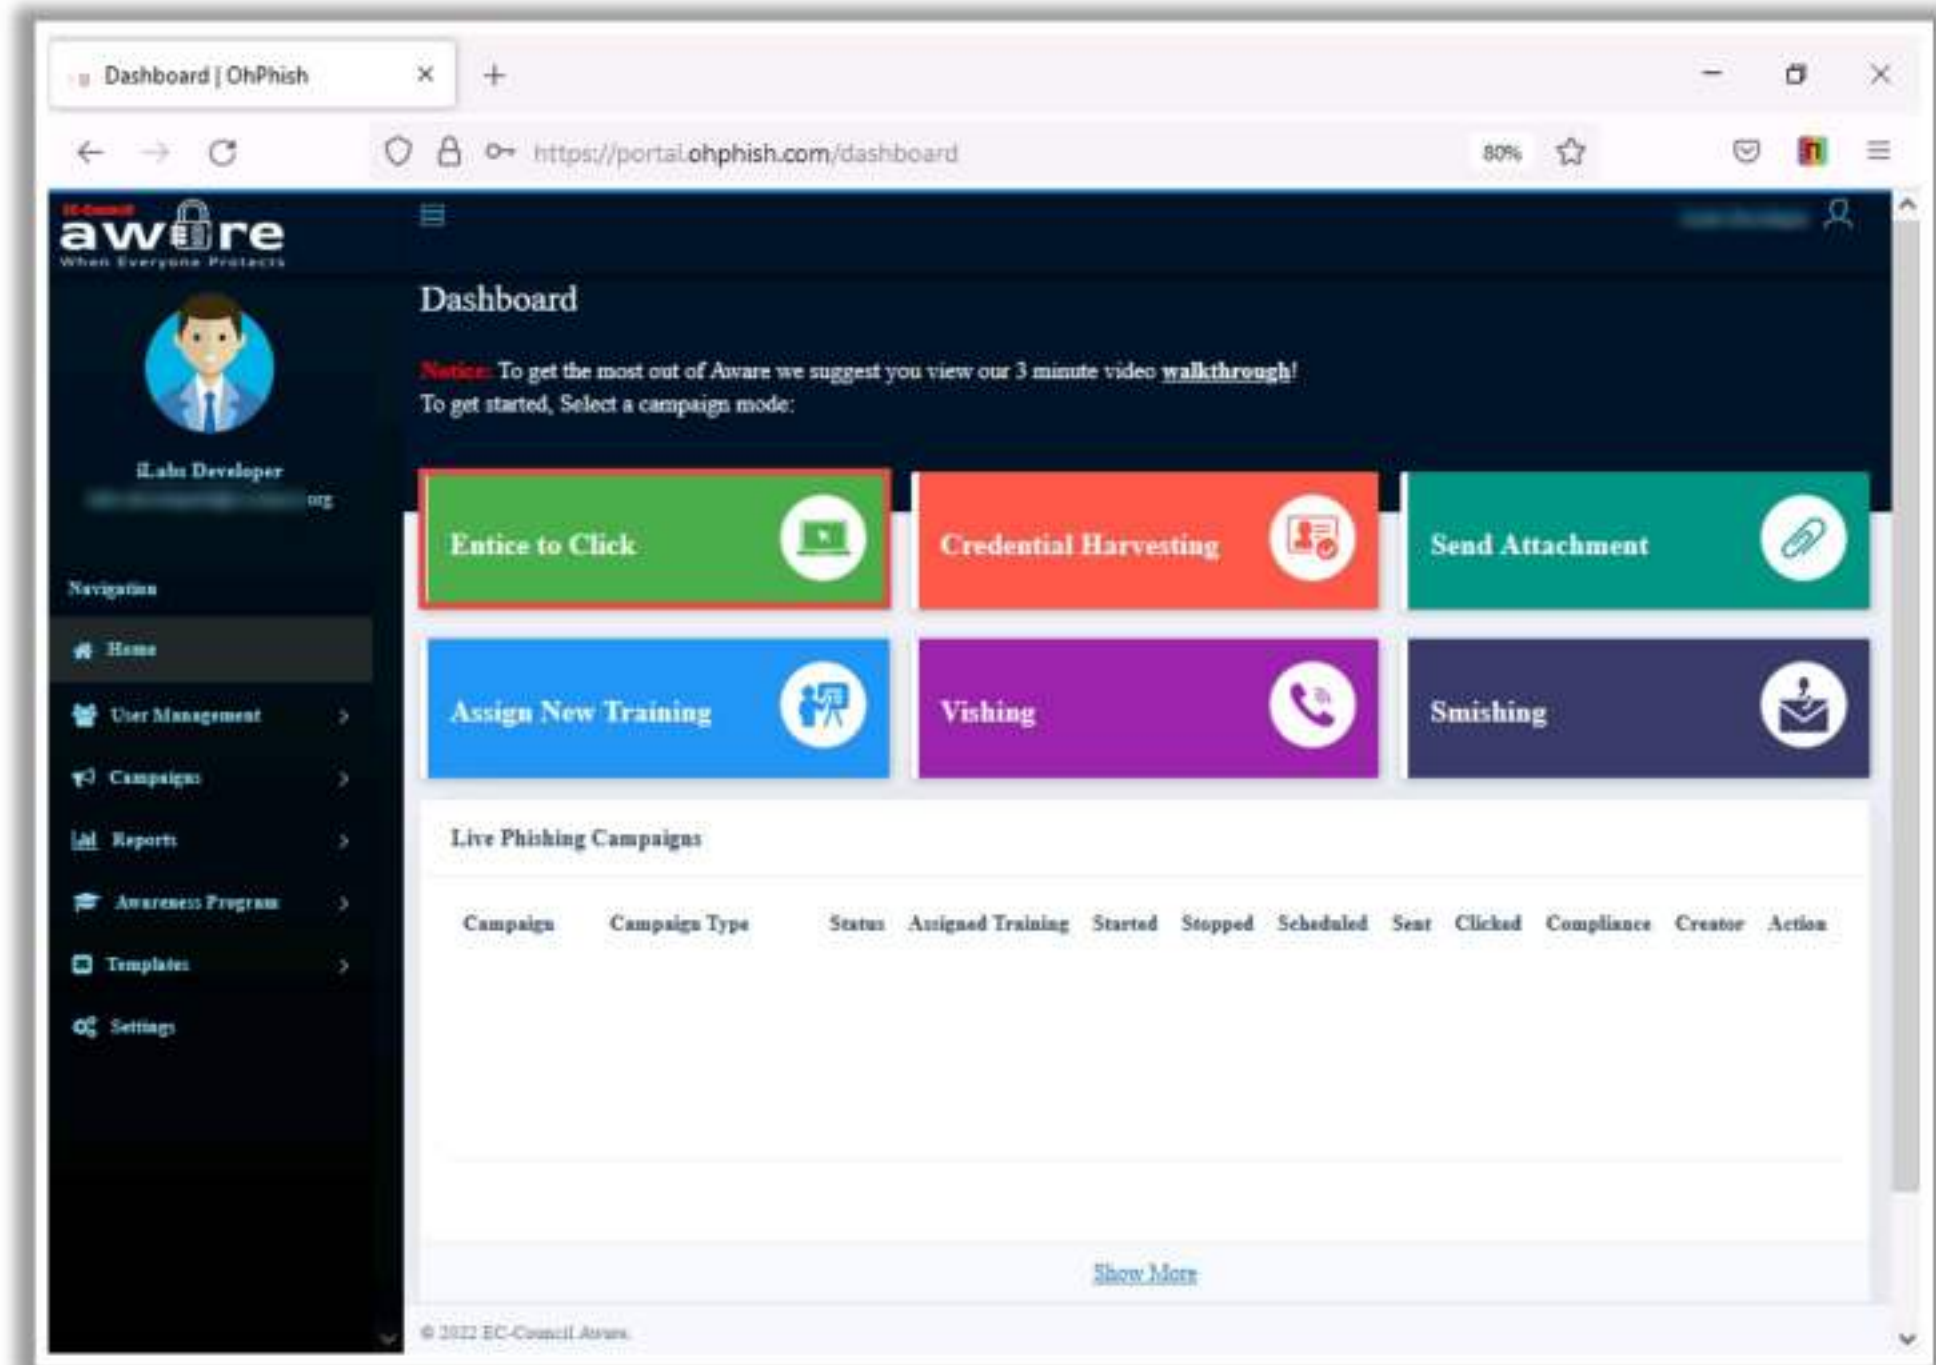 Dashboard | OhPhish
https://portal.ohphish.com/dashboard
80%
EC-Council
aware
When Everyone Protects
Dashboard
Notice: To get the most out of Aware we suggest you view our 3 minute video walkthrough!
To get started, Select a campaign mode:
iLabs Developer
org
Navigation
Home
User Management
Campaigns
Reports
Awareness Program
Templates
Settings
Entice to Click
Credential Harvesting
Send Attachment
Assign New Training
Vishing
Smishing
Live Phishing Campaigns
Campaign Campaign Type Status Assigned Training Started Stopped Scheduled Sent Clicked Compliance Creator Action
Show More
© 2022 EC-Council Aware.